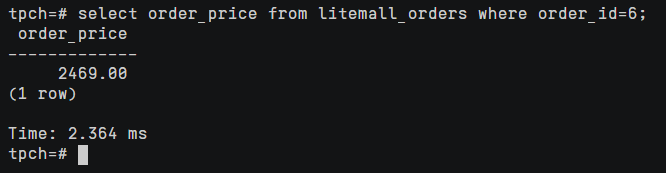 tpch=# select order_price from litemall_orders where order_id=6;
order_price
-------------
2469.00
(1 row)
Time: 2.364 ms
tpch=#